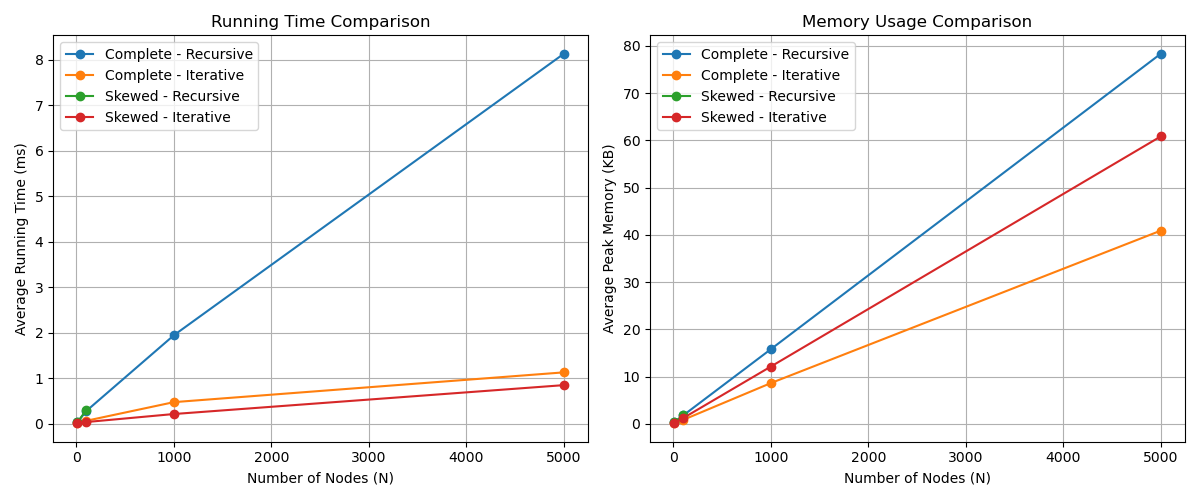 Running Time Comparison
Complete - Recursive
Complete - Iterative
Skewed - Recursive
Skewed - Iterative
Average Running Time (ms)
8
7
6
5
4
3
2
1
0
0 1000 2000 3000 4000 5000
Number of Nodes (N)
Memory Usage Comparison
Complete - Recursive
Complete - Iterative
Skewed - Recursive
Skewed - Iterative
Average Peak Memory (KB)
80
70
60
50
40
30
20
10
0
0 1000 2000 3000 4000 5000
Number of Nodes (N)